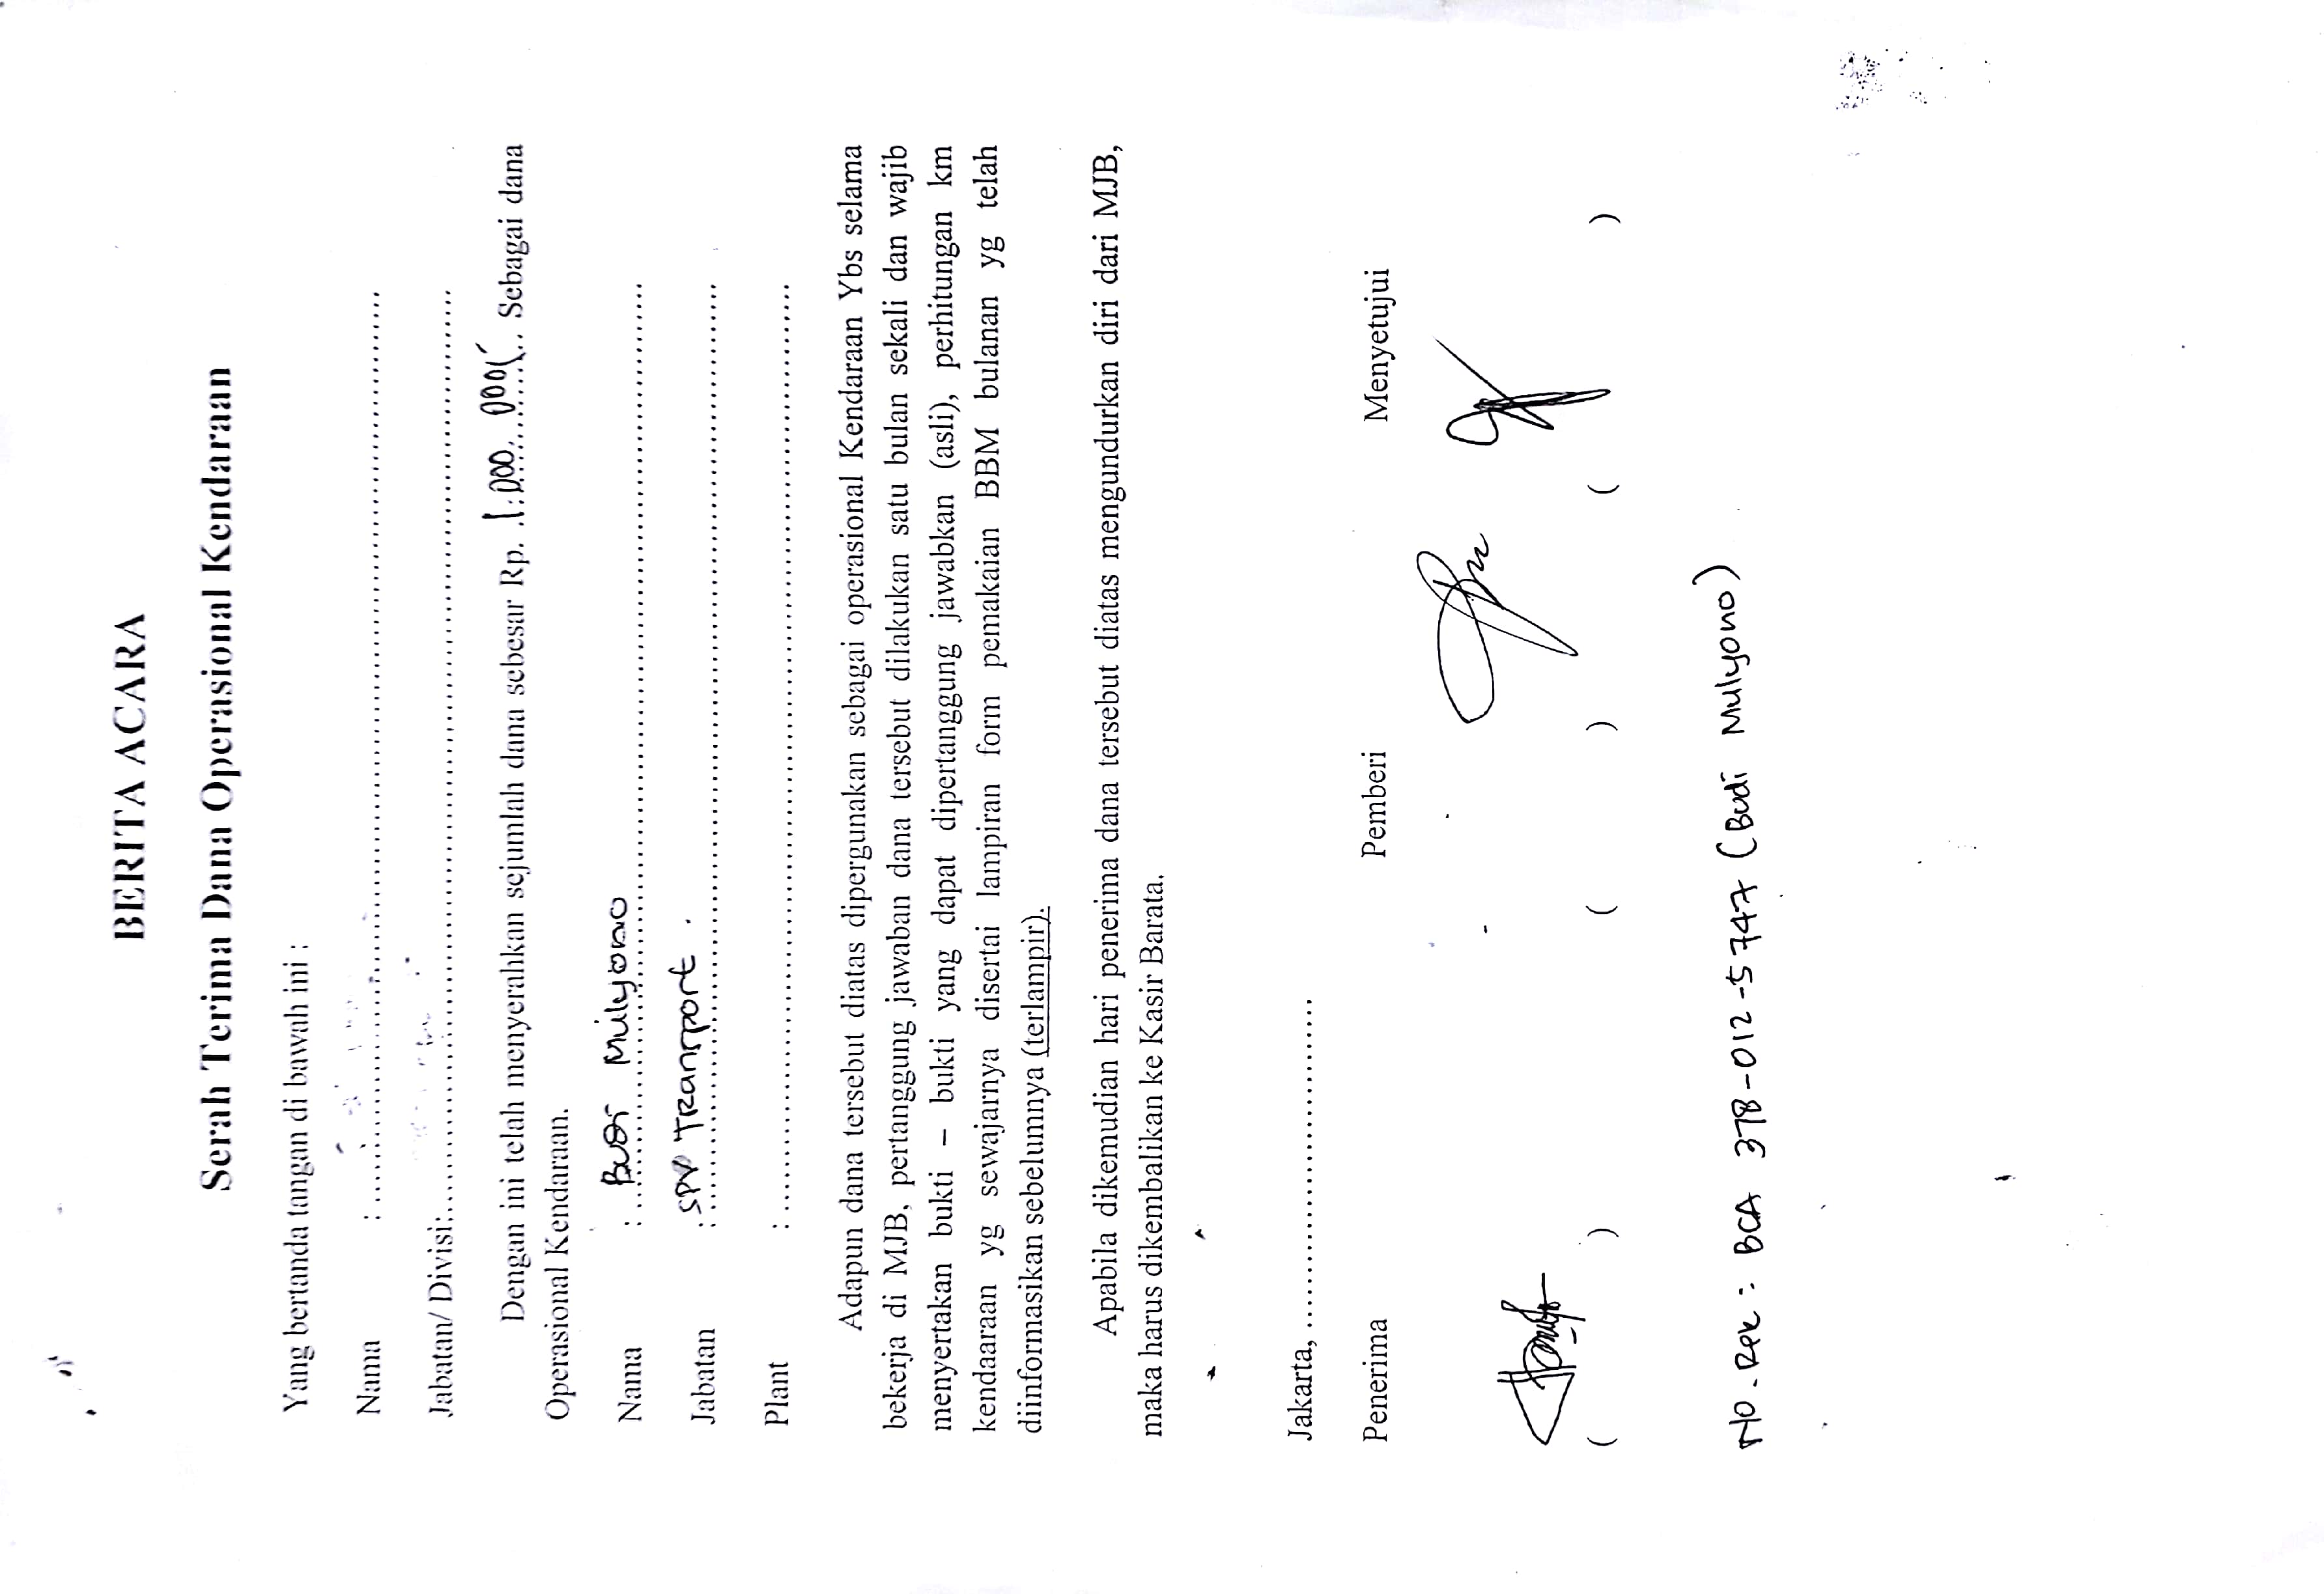 BERITA ACARA
Serah Terima Dana Operasional Kendaraan
Yang bertanda tangan di bawah ini :
Nama : ................................
Jabatan/ Divisi:................................
Dengan ini telah menyerahkan sejumlah dana sebesar Rp. 1.000.000 Sebagai dana
Operasional Kendaraan.
Nama : Budi Mulyono
Jabatan : SPV Transport.
Plant : ................................
Adapun dana tersebut diatas dipergunakan sebagai operasional Kendaraan Ybs selama
bekerja di MJB, pertanggung jawaban dana tersebut dilakukan satu bulan sekali dan wajib
menyertakan bukti – bukti yang dapat dipertanggung jawabkan (asli), perhitungan km
kendaaraan yg sewajarnya disertai lampiran form pemakaian BBM bulanan yg telah
diinformasikan sebelumnya (terlampir).
Apabila dikemudian hari penerima dana tersebut diatas mengundurkan diri dari MJB,
maka harus dikembalikan ke Kasir Barata.
Jakarta, ................................
Penerima Pemberi Menyetujui
( ) ( ) ( )
No. Rek : BCA 378-012-5747 (Budi Mulyono)